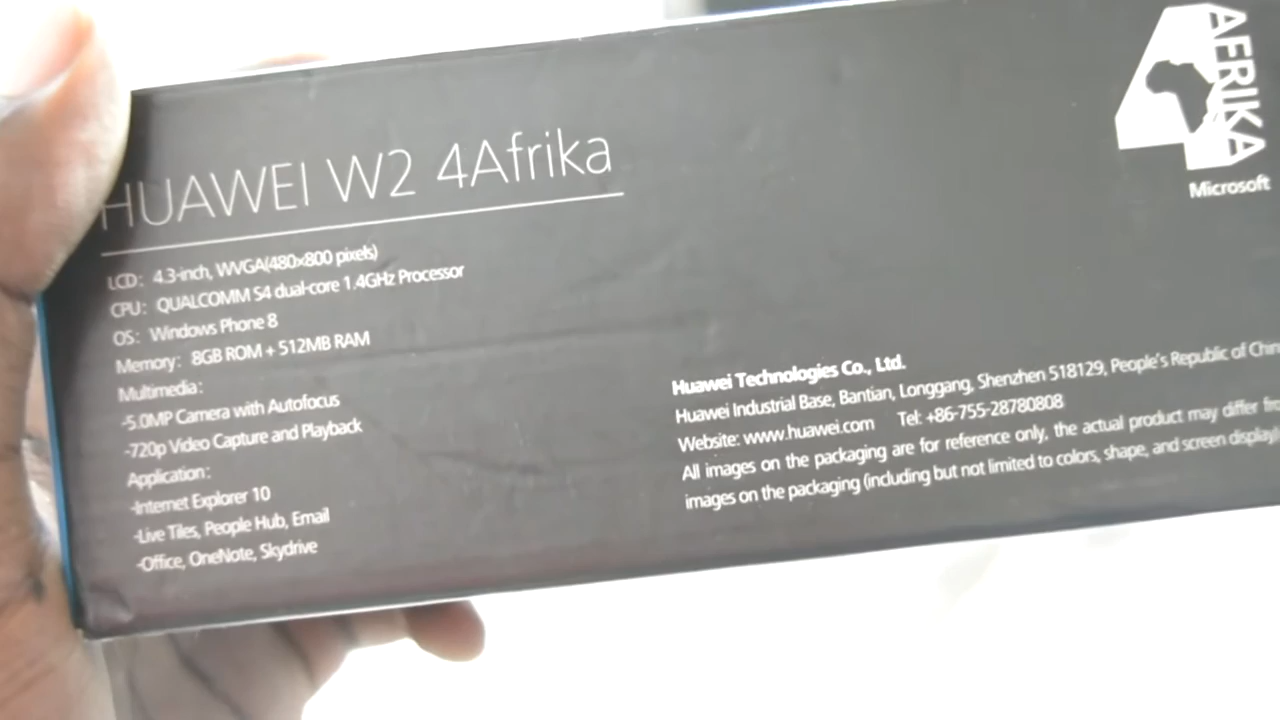 HUAWEI W2 4Afrika
LCD: 4.3-inch, WVGA(480x800 pixels)
CPU: QUALCOMM S4 dual-core 1.4GHz Processor
OS: Windows Phone 8
Memory: 8GB ROM + 512MB RAM
Multimedia:
-5.0MP Camera with Autofocus
-720p Video Capture and Playback
Application:
-Internet Explorer 10
-Live Tiles, People Hub, Email
-Office, OneNote, Skydrive
4AFRIKA
Microsoft
Huawei Technologies Co., Ltd.
Huawei Industrial Base, Bantian, Longgang, Shenzhen 518129, People's Republic of Chin
Website: www.huawei.com Tel: +86-755-28780808
All images on the packaging are for reference only, the actual product may differ
images on the packaging (including but not limited to colors, shape, and screen display)